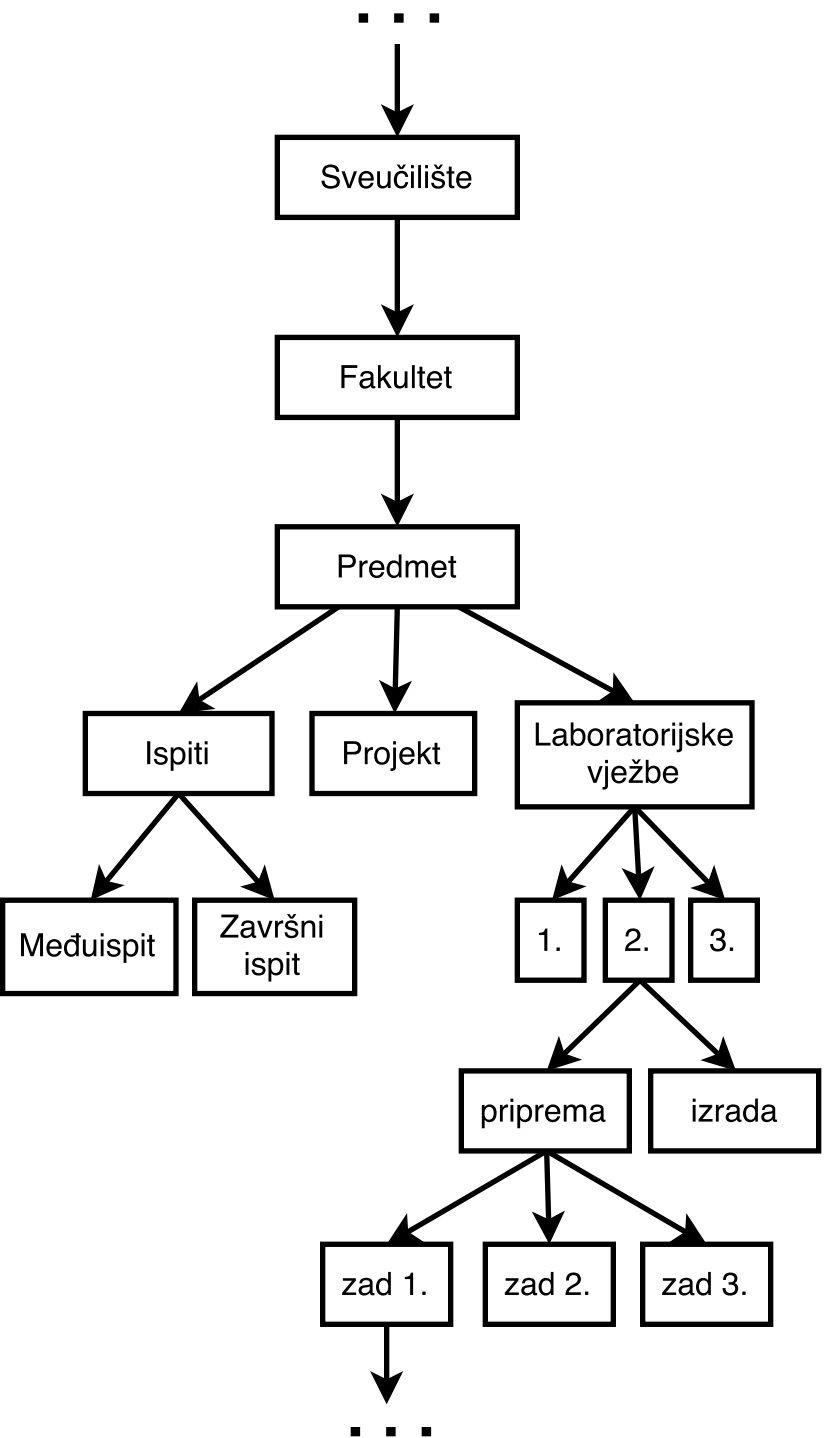 . . .
Sveučilište
Fakultet
Predmet
Ispiti
Projekt
Laboratorijske
vježbe
Međuispit
Završni
ispit
1.
2.
3.
priprema
izrada
zad 1.
zad 2.
zad 3.
. . .